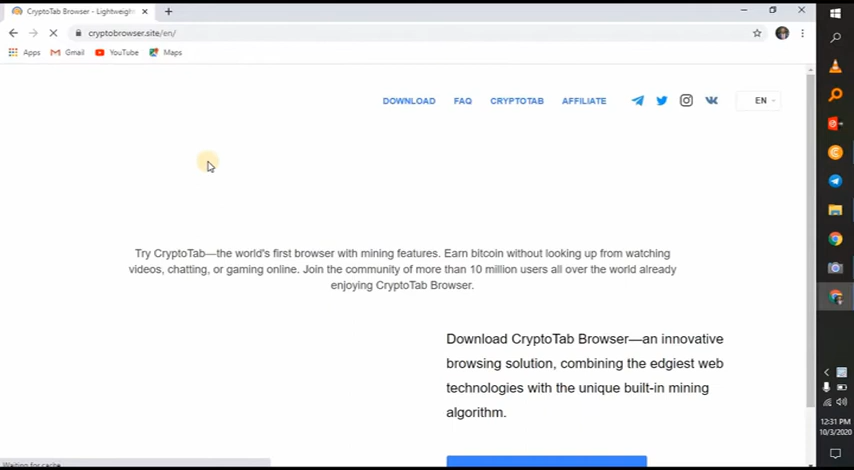 CryptoTab Browser - Lightweight
cryptobrowser.site/en/
Apps Gmail YouTube Maps
DOWNLOAD FAQ CRYPTOTAB AFFILIATE EN
Try CryptoTab—the world's first browser with mining features. Earn bitcoin without looking up from watching
videos, chatting, or gaming online. Join the community of more than 10 million users all over the world already
enjoying CryptoTab Browser.
Download CryptoTab Browser—an innovative
browsing solution, combining the edgiest web
technologies with the unique built-in mining
algorithm.
Waiting for cache...
12:31 PM
10/3/2020